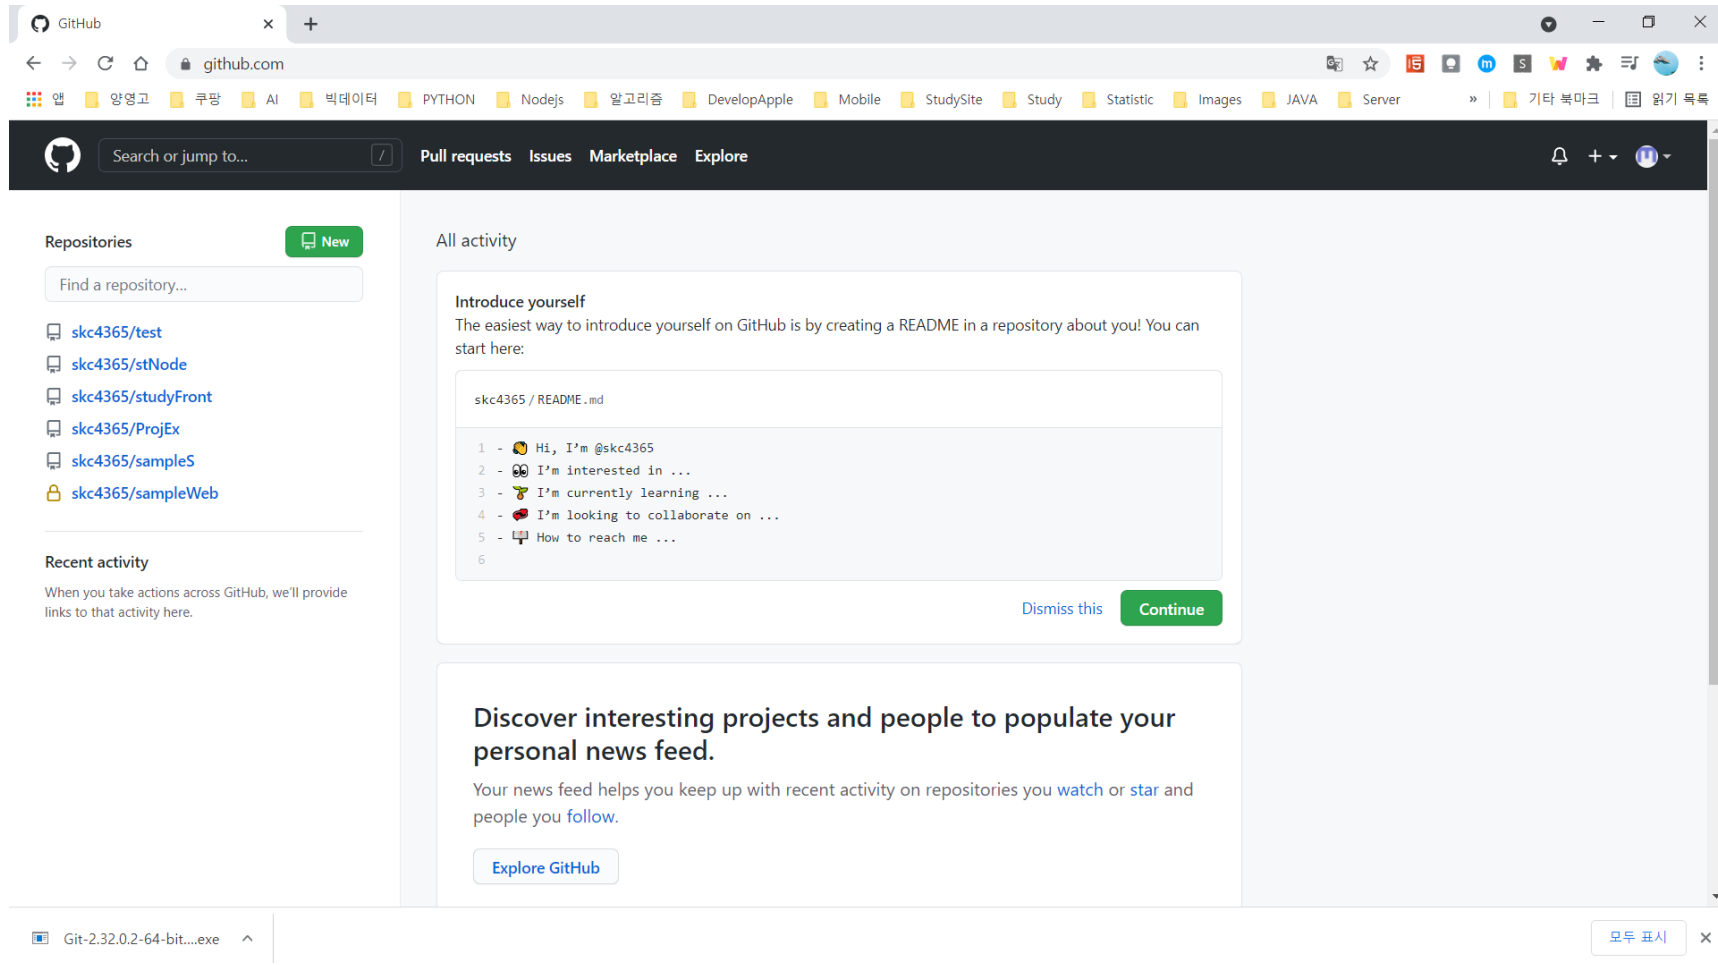 GitHub
github.com
앱 양영고 쿠팡 AI 빅데이터 PYTHON Nodejs 알고리즘 DevelopApple Mobile StudySite Study Statistic Images JAVA Server » 기타 북마크 읽기 목록
Search or jump to... / Pull requests Issues Marketplace Explore
Repositories
New
Find a repository...
skc4365/test
skc4365/stNode
skc4365/studyFront
skc4365/ProjEx
skc4365/sampleS
skc4365/sampleWeb
Recent activity
When you take actions across GitHub, we'll provide
links to that activity here.
All activity
Introduce yourself
The easiest way to introduce yourself on GitHub is by creating a README in a repository about you! You can
start here:
skc4365/README.md
1 - 👋 Hi, I'm @skc4365
2 - 👀 I'm interested in ...
3 - 🌱 I'm currently learning ...
4 - 💞️ I'm looking to collaborate on ...
5 - 📫 How to reach me ...
6
Dismiss this Continue
Discover interesting projects and people to populate your
personal news feed.
Your news feed helps you keep up with recent activity on repositories you watch or star and
people you follow.
Explore GitHub
Git-2.32.0.2-64-bit....exe
모두 표시